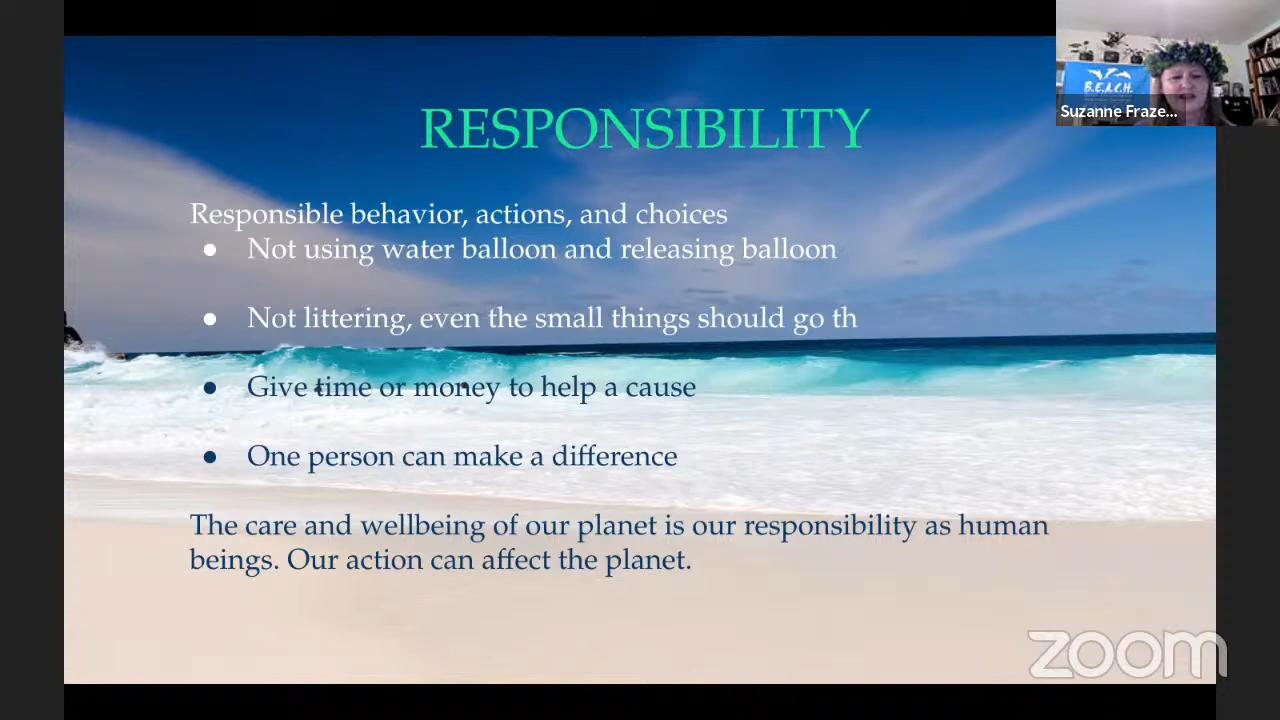 B.E.A.C.H.
Suzanne Fraze...
RESPONSIBILITY
Responsible behavior, actions, and choices
● Not using water balloon and releasing balloon
● Not littering, even the small things should go th
● Give time or money to help a cause
● One person can make a difference
The care and wellbeing of our planet is our responsibility as human
beings. Our action can affect the planet.
zoom